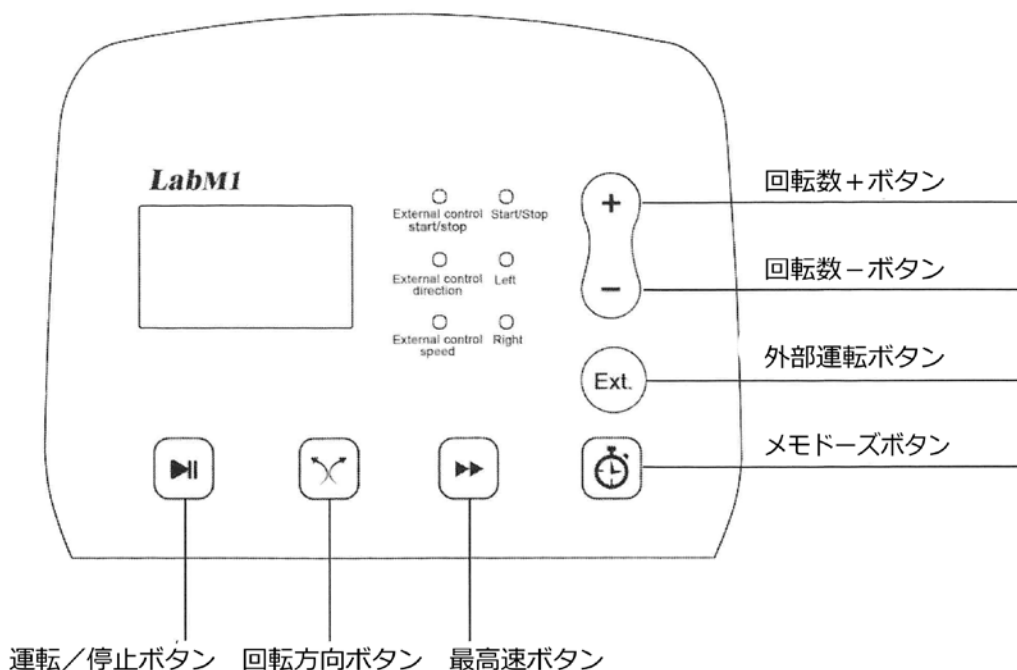 LabM1
External control
start/stop
Start/Stop
External control
direction
Left
External control
speed
Right
+
−
Ext.
回転数＋ボタン
回転数－ボタン
外部運転ボタン
メモドーズボタン
運転／停止ボタン
回転方向ボタン
最高速ボタン